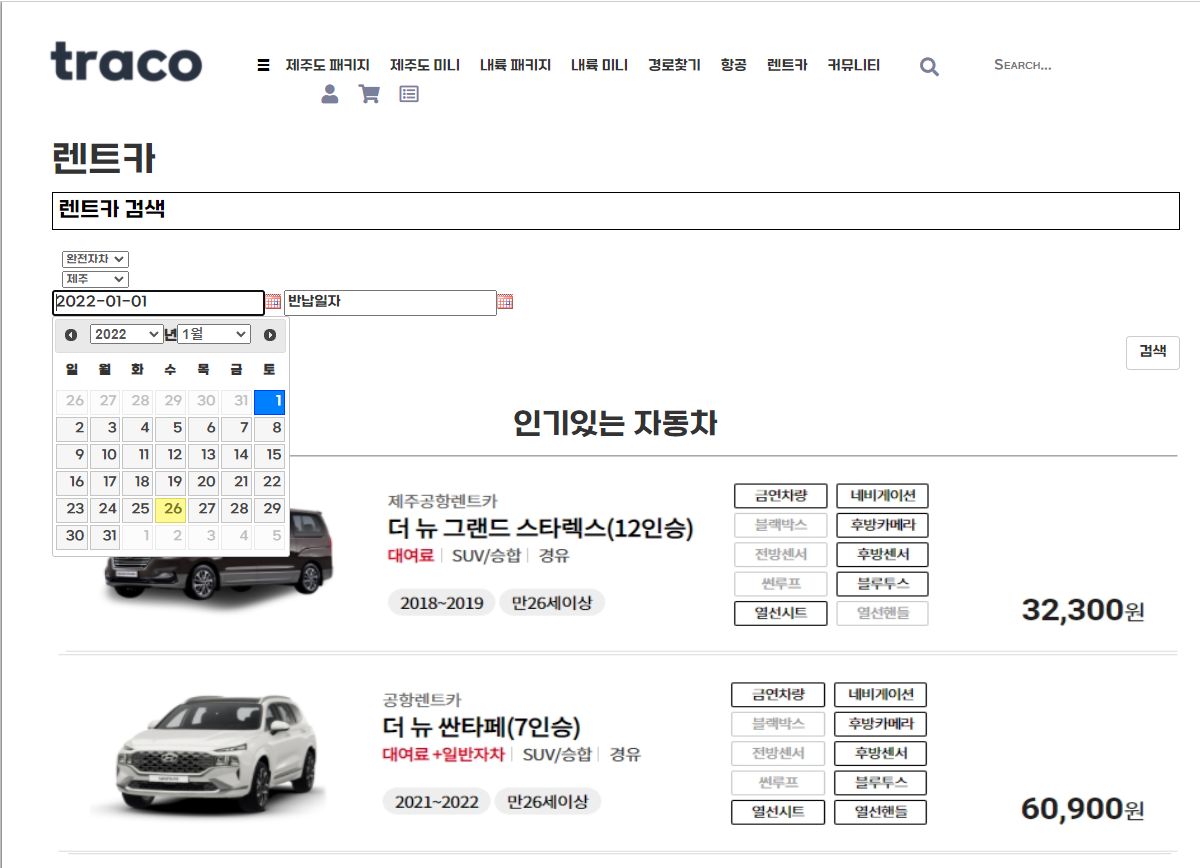 traco
제주도 패키지 제주도 미니 내륙 패키지 내륙 미니 경로찾기 항공 렌트카 커뮤니티
Search...
렌트카
렌트카 검색
완전자차
제주
2022-01-01 반납일자
2022 년 1월
검색
일 월 화 수 목 금 토
26 27 28 29 30 31 1
2 3 4 5 6 7 8
9 10 11 12 13 14 15
16 17 18 19 20 21 22
23 24 25 26 27 28 29
30 31 1 2 3 4 5
인기있는 자동차
제주공항렌트카
더 뉴 그랜드 스타렉스(12인승)
대여료 | SUV/승합 | 경유
2018~2019 만26세이상
금연차량 네비게이션
블랙박스 후방카메라
전방센서 후방센서
썬루프 블루투스
열선시트 열선핸들
32,300원
공항렌트카
더 뉴 싼타페(7인승)
대여료 +일반자차 | SUV/승합 | 경유
2021~2022 만26세이상
금연차량 네비게이션
블랙박스 후방카메라
전방센서 후방센서
썬루프 블루투스
열선시트 열선핸들
60,900원